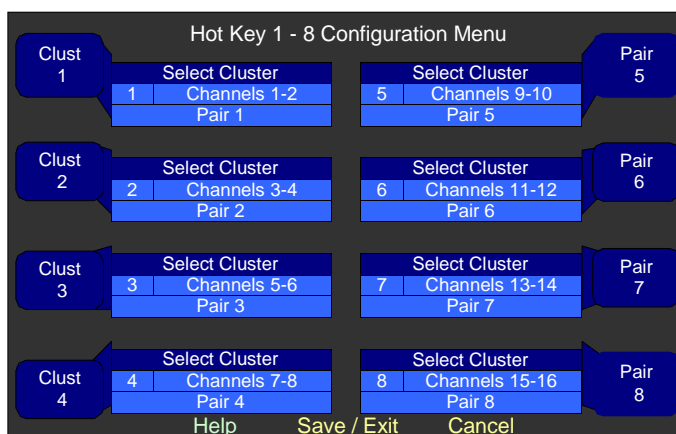 Hot Key 1 - 8 Configuration Menu
Clust
1
Select Cluster
1 Channels 1-2
Pair 1
Select Cluster
5 Channels 9-10
Pair 5
Pair
5
Clust
2
Select Cluster
2 Channels 3-4
Pair 2
Select Cluster
6 Channels 11-12
Pair 6
Pair
6
Clust
3
Select Cluster
3 Channels 5-6
Pair 3
Select Cluster
7 Channels 13-14
Pair 7
Pair
7
Clust
4
Select Cluster
4 Channels 7-8
Pair 4
Select Cluster
8 Channels 15-16
Pair 8
Pair
8
Help Save / Exit Cancel